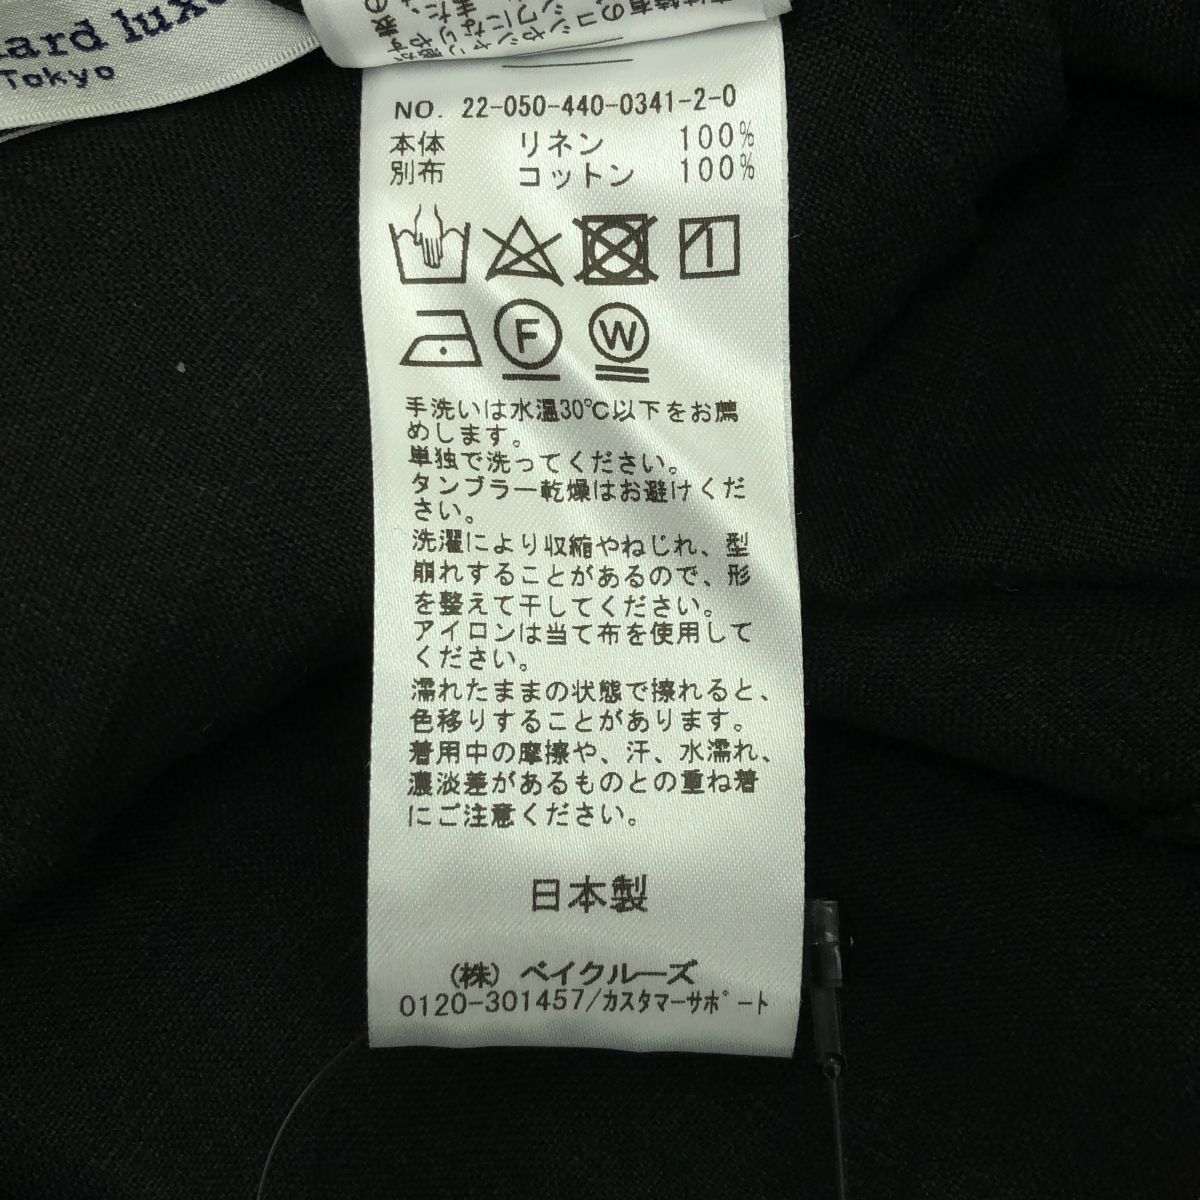 ard luxe
Tokyo
NO. 22-050-440-0341-2-0
本体 リネン 100%
別布 コットン 100%
F
W
手洗いは水温30℃以下をお薦
めします。
単独で洗ってください。
タンブラー乾燥はお避けくだ
さい。
洗濯により収縮やねじれ、型
崩れすることがあるので、形
を整えて干してください。
アイロンは当て布を使用して
ください。
濡れたままの状態で擦れると、
色移りすることがあります。
着用中の摩擦や、汗、水濡れ、
濃淡差があるものとの重ね着
にご注意ください。
日本製
(株) ベイクルーズ
0120-301457/カスタマーサポート